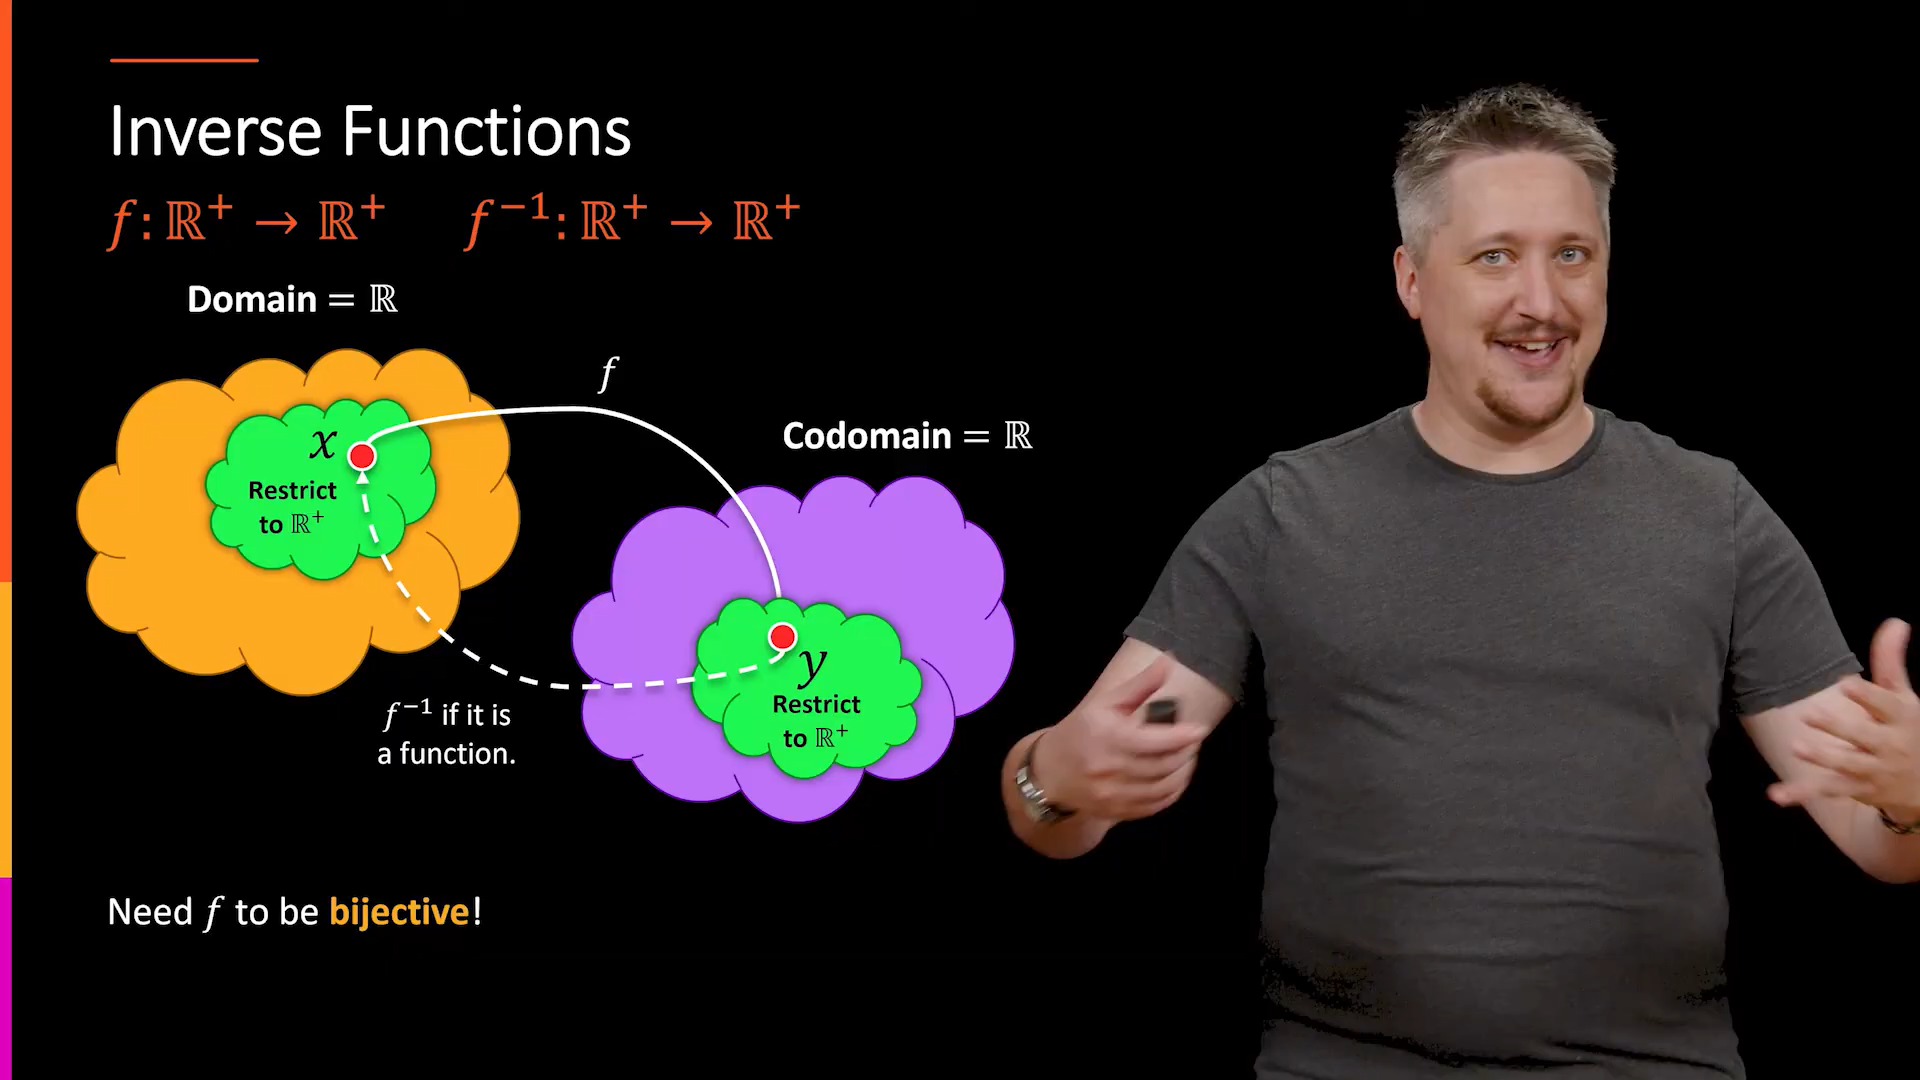 Inverse Functions
f: ℝ⁺ → ℝ⁺ f⁻¹: ℝ⁺ → ℝ⁺
Domain = ℝ
f
Codomain = ℝ
x
Restrict
to ℝ⁺
y
Restrict
to ℝ⁺
f⁻¹ if it is
a function.
Need f to be bijective!